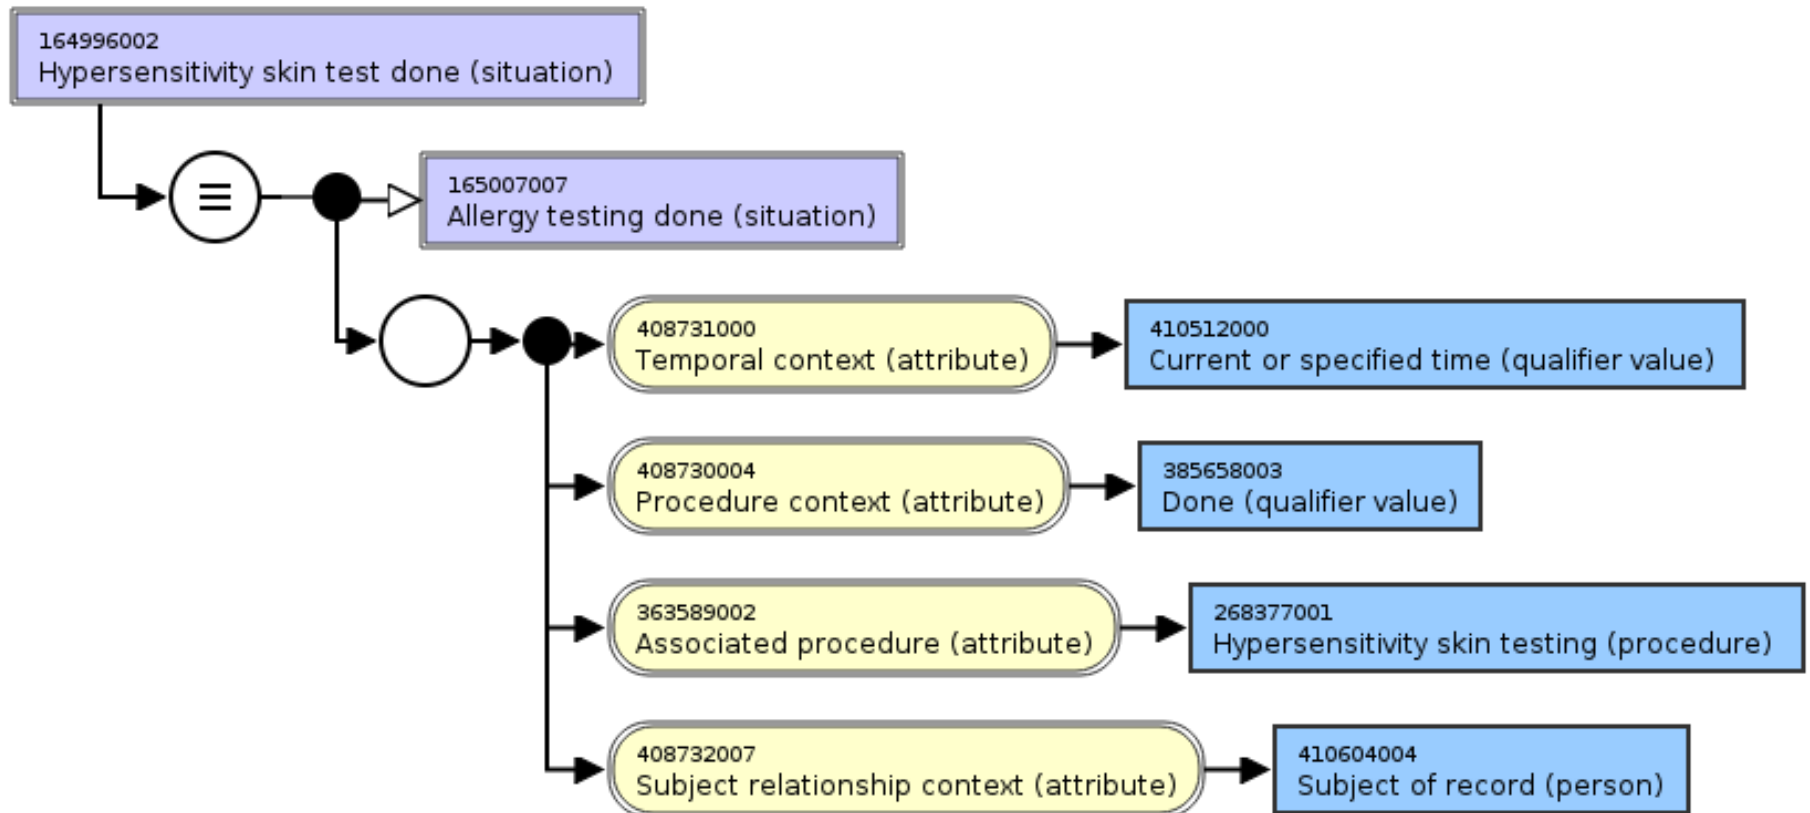 164996002
Hypersensitivity skin test done (situation)
165007007
Allergy testing done (situation)
408731000
Temporal context (attribute)
410512000
Current or specified time (qualifier value)
408730004
Procedure context (attribute)
385658003
Done (qualifier value)
363589002
Associated procedure (attribute)
268377001
Hypersensitivity skin testing (procedure)
408732007
Subject relationship context (attribute)
410604004
Subject of record (person)